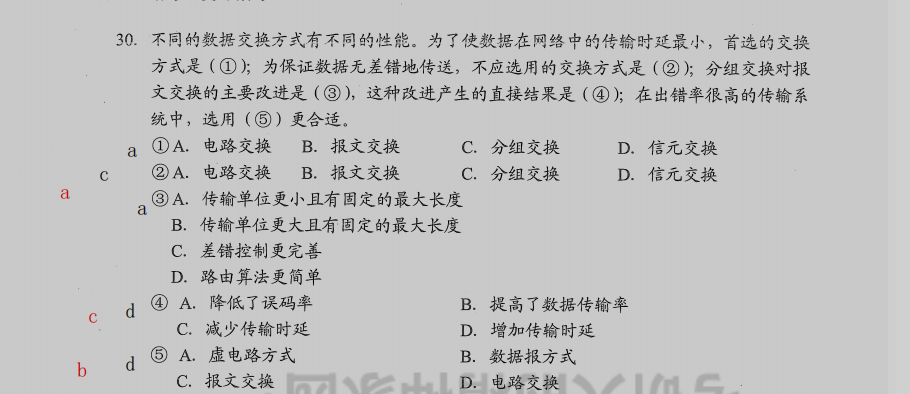 30. 不同的数据交换方式有不同的性能。为了使数据在网络中的传输时延最小，首选的交换
方式是（①）；为保证数据无差错地传送，不应选用的交换方式是（②）；分组交换对报
文交换的主要改进是（③），这种改进产生的直接结果是（④）；在出错率很高的传输系
统中，选用（⑤）更合适。
a ①A. 电路交换 B. 报文交换 C. 分组交换 D. 信元交换
c ②A. 电路交换 B. 报文交换 C. 分组交换 D. 信元交换
a
a ③A. 传输单位更小且有固定的最大长度
B. 传输单位更大且有固定的最大长度
C. 差错控制更完善
D. 路由算法更简单
c d ④ A. 降低了误码率 B. 提高了数据传输率
C. 减少传输时延 D. 增加传输时延
b d ⑤ A. 虚电路方式 B. 数据报方式
C. 报文交换 D. 电路交换